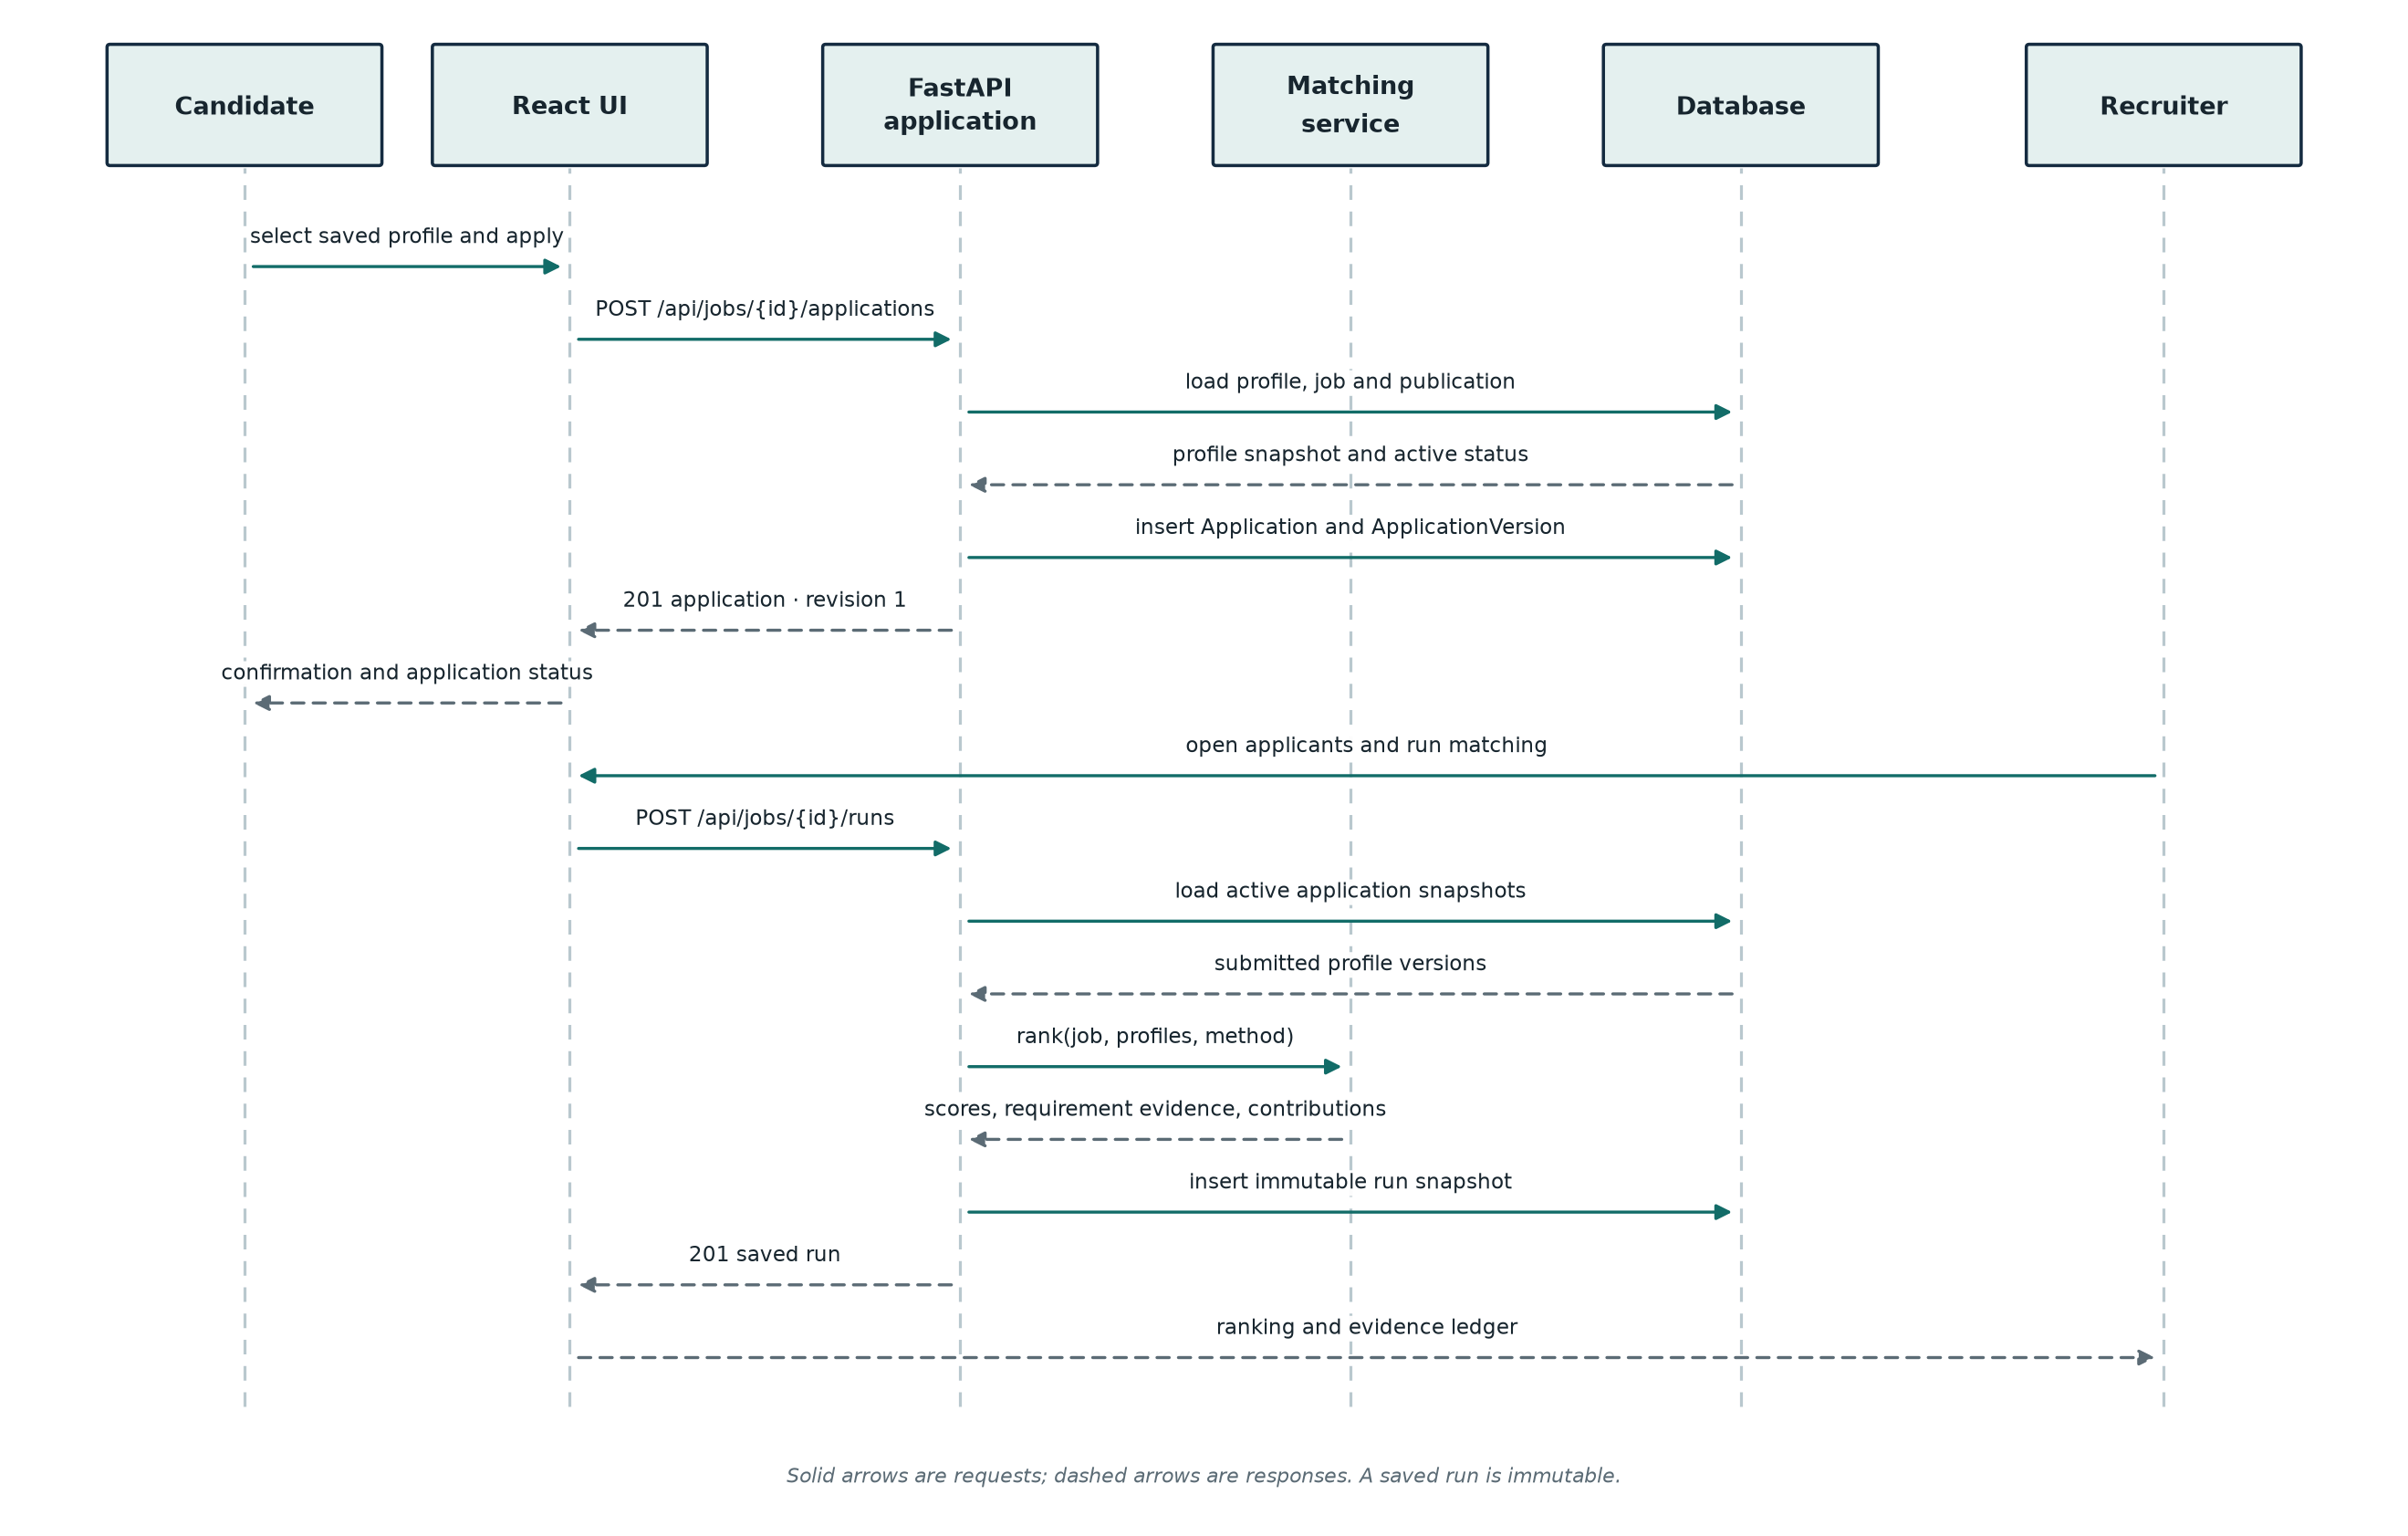 Candidate
React UI
FastAPI
application
Matching
service
Database
Recruiter
select saved profile and apply
POST /api/jobs/{id}/applications
load profile, job and publication
profile snapshot and active status
insert Application and ApplicationVersion
201 application · revision 1
confirmation and application status
open applicants and run matching
POST /api/jobs/{id}/runs
load active application snapshots
submitted profile versions
rank(job, profiles, method)
scores, requirement evidence, contributions
insert immutable run snapshot
201 saved run
ranking and evidence ledger
Solid arrows are requests; dashed arrows are responses. A saved run is immutable.